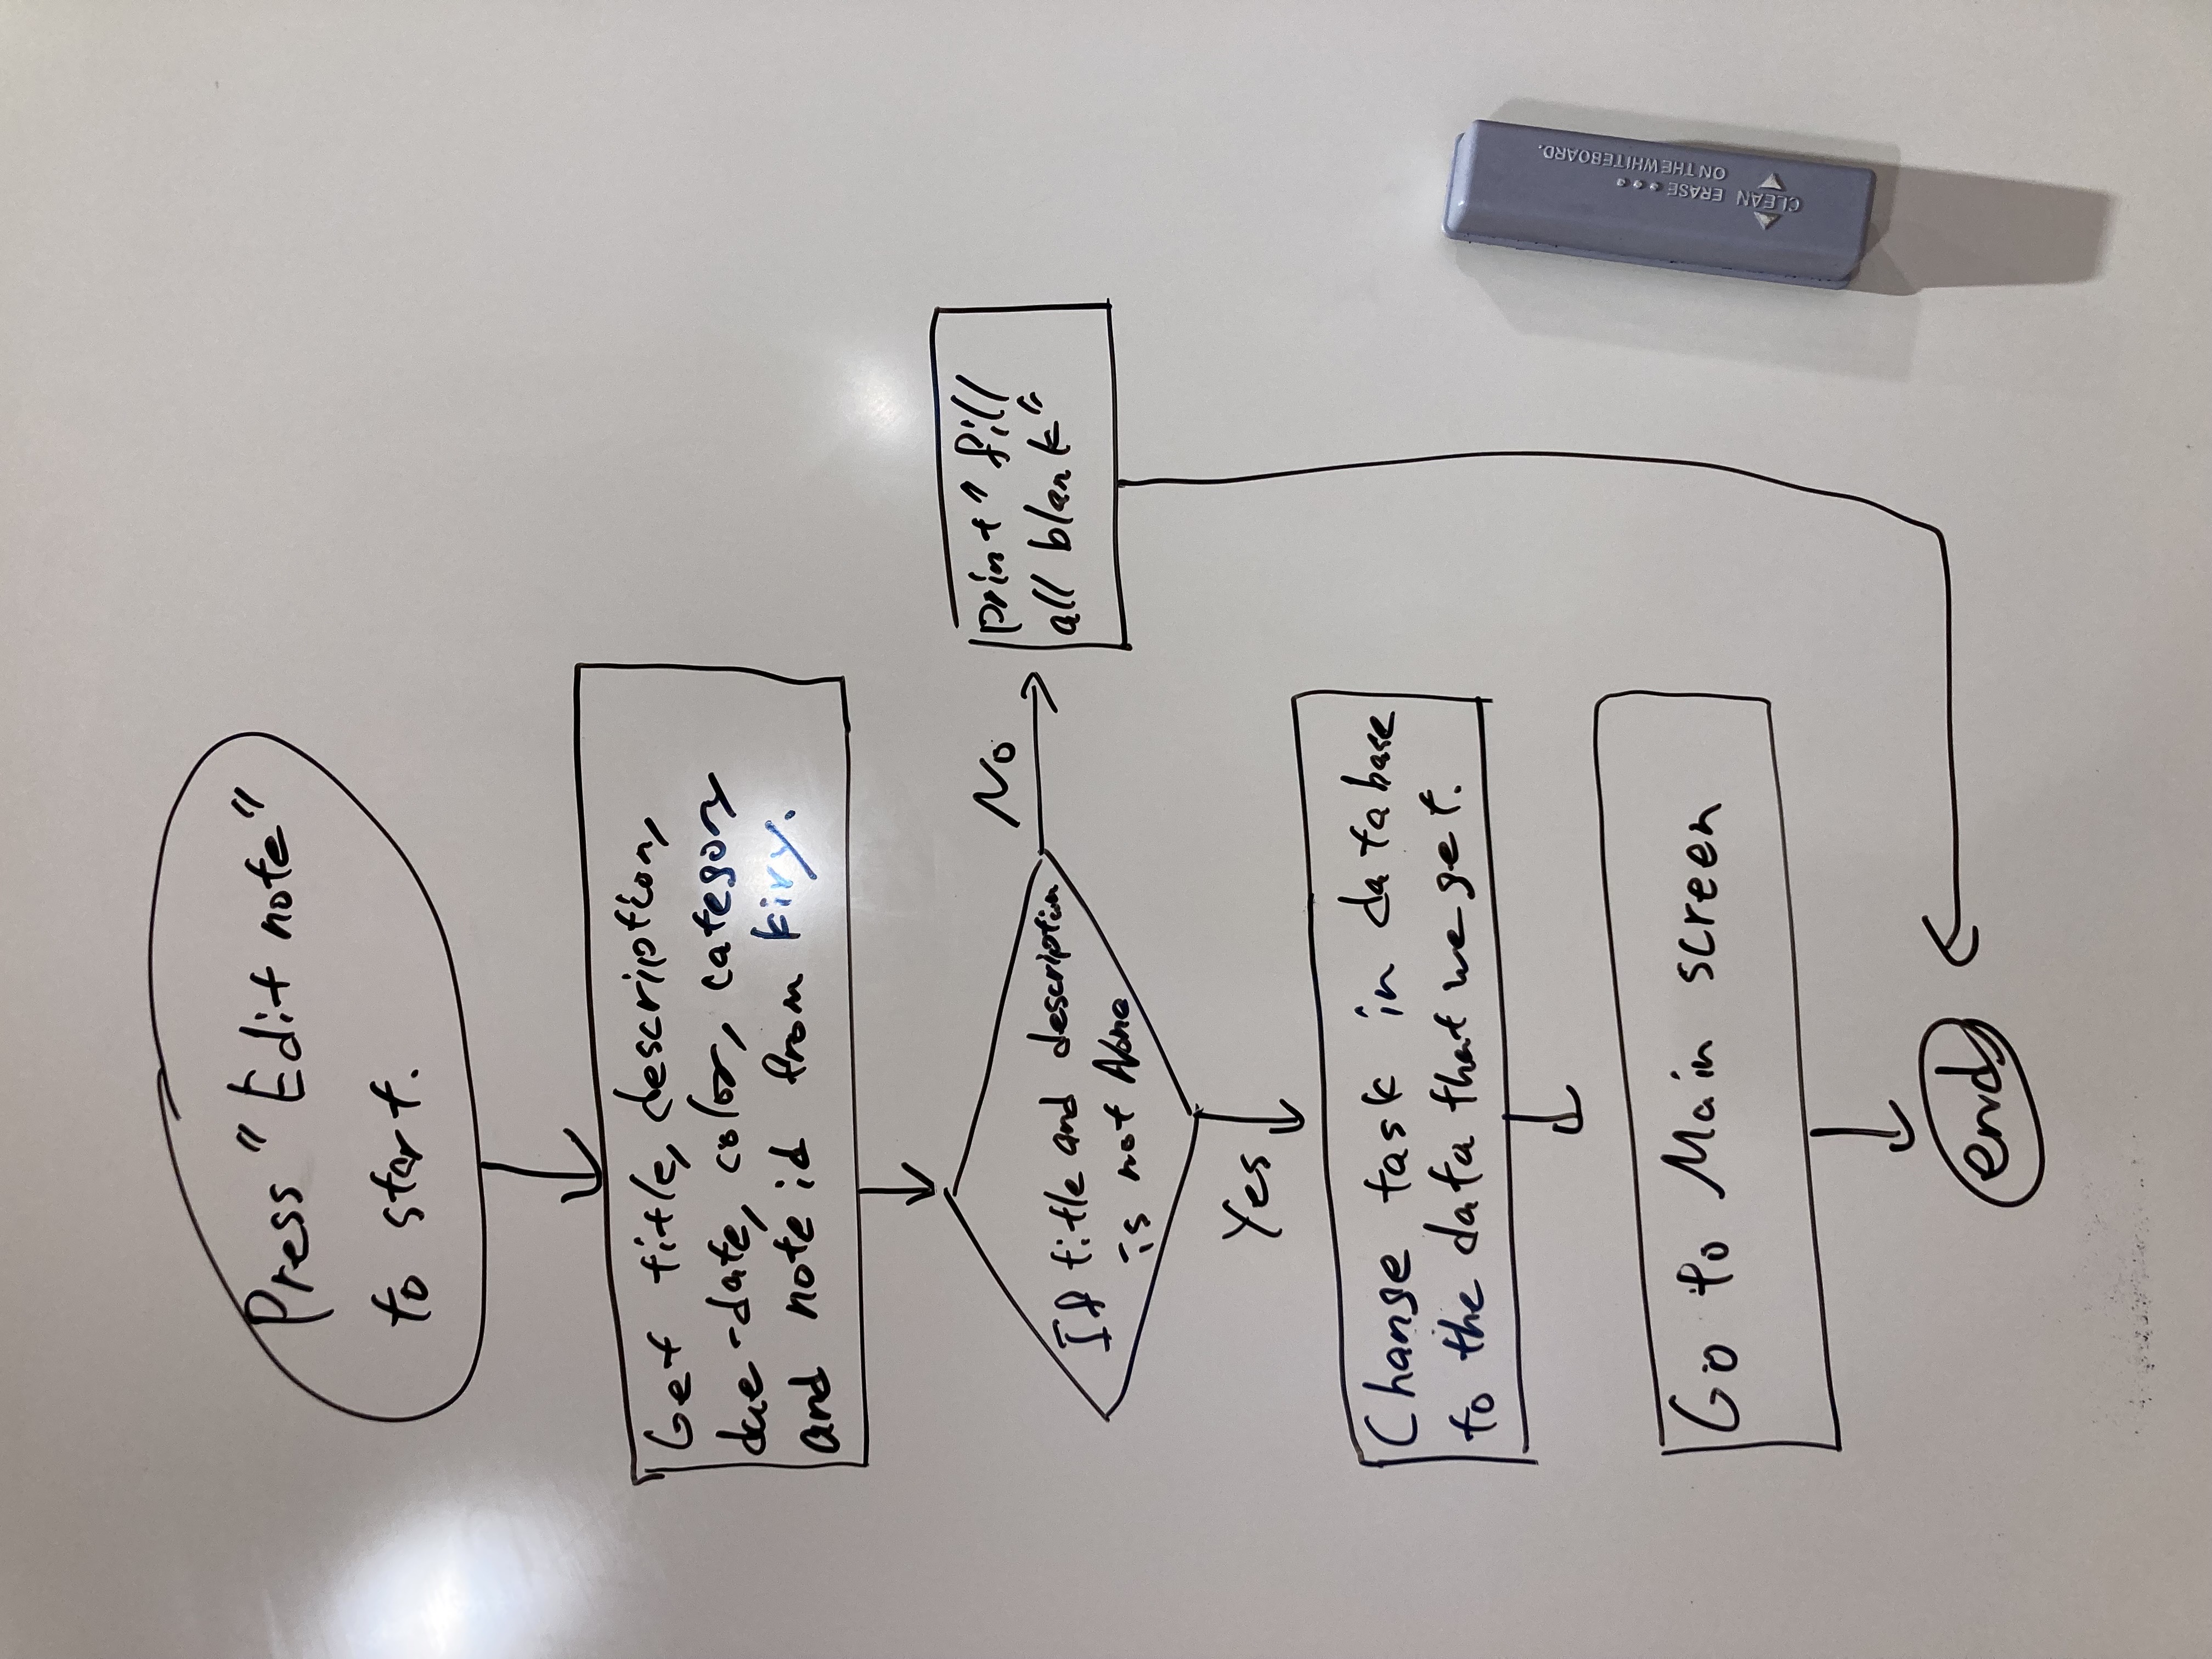 Press "Edit note"
to start.
Get title, description,
due-date, color, category
and note id from kivy.
If title and description
is not None
No
print "fill
all blank"
Yes
Change task in database
to the data that we get.
Go to Main screen
end
CLEAN ERASE...
ON THE WHITEBOARD.